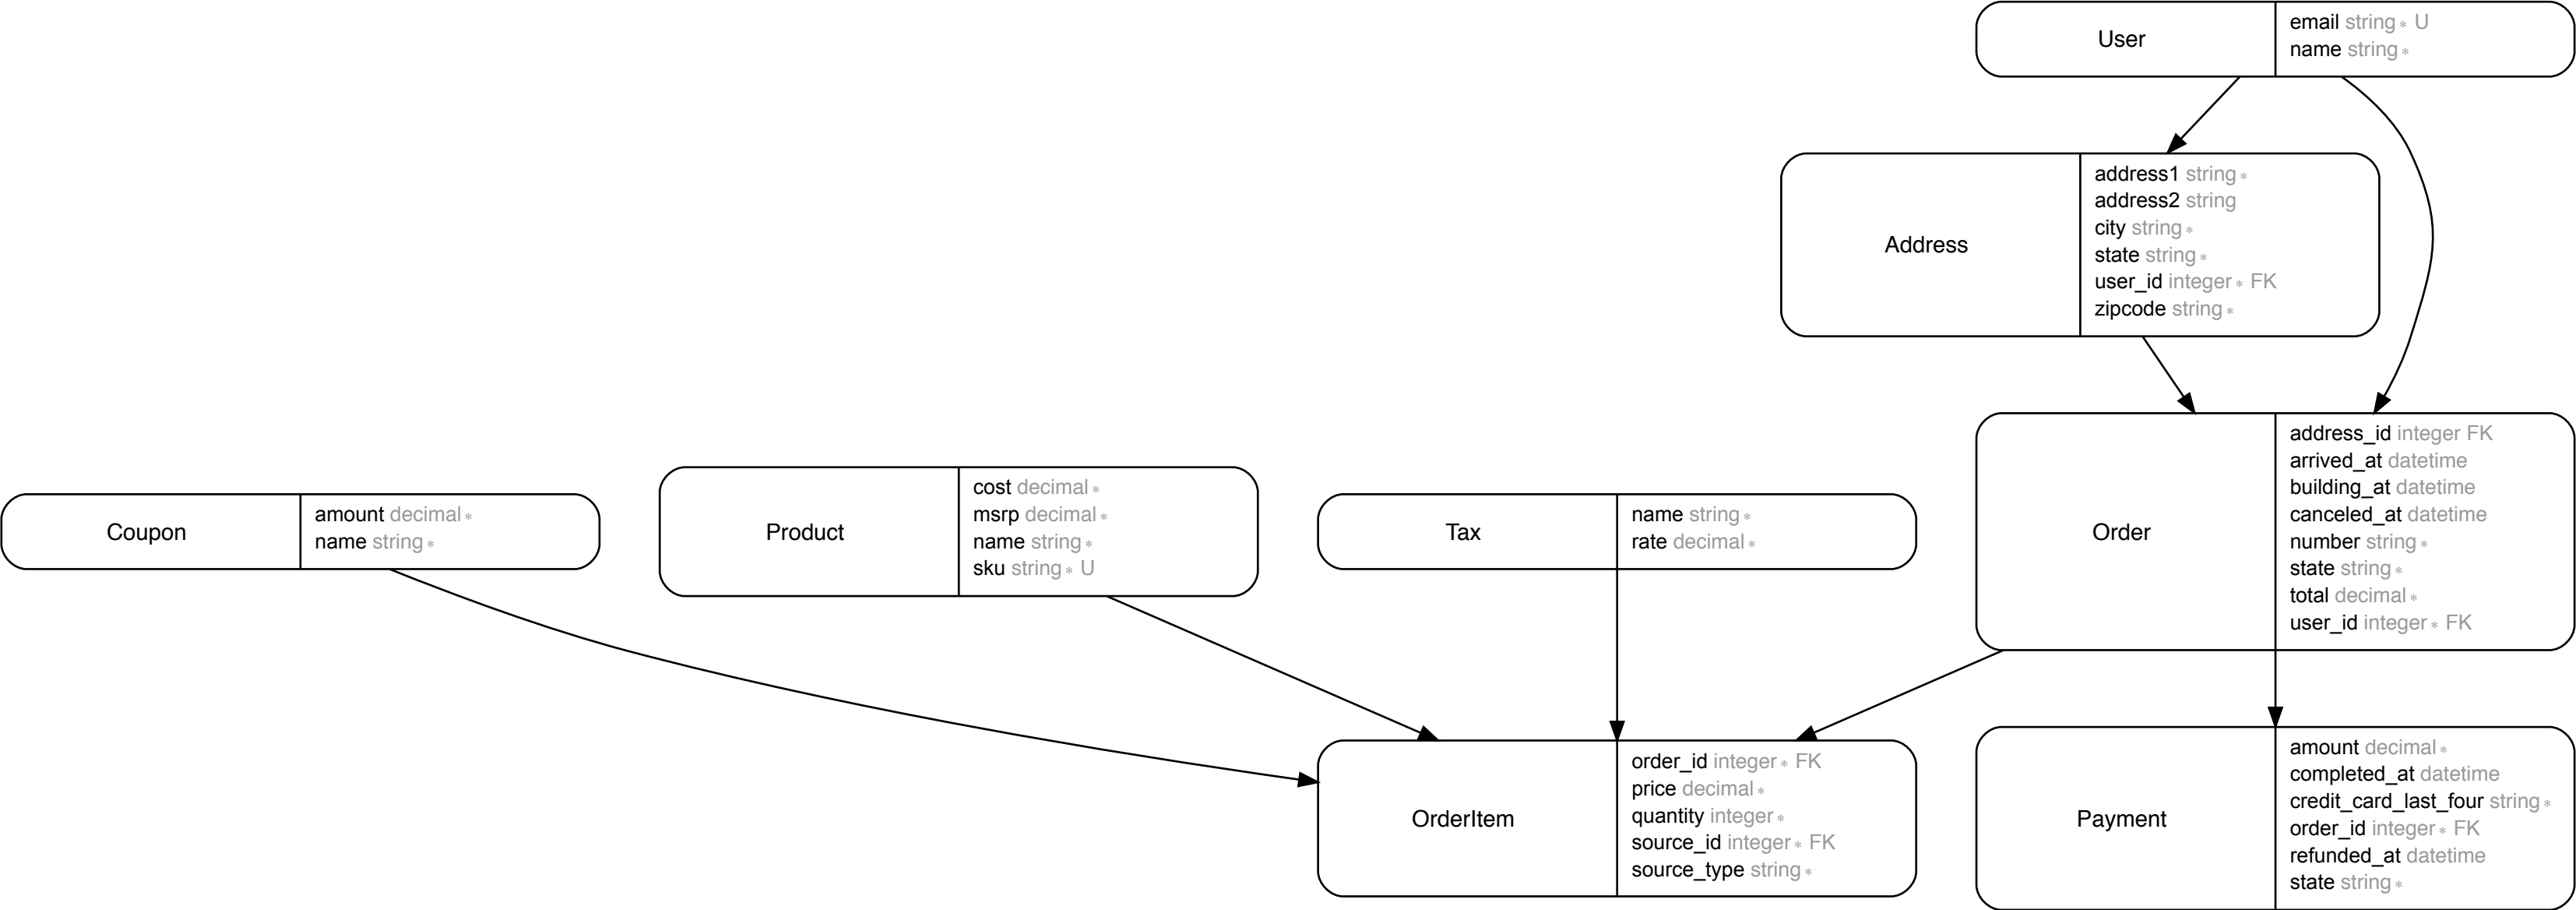 User
email string∗ U
name string∗
Address
address1 string∗
address2 string
city string∗
state string∗
user_id integer∗ FK
zipcode string∗
Coupon
amount decimal∗
name string∗
Product
cost decimal∗
msrp decimal∗
name string∗
sku string∗ U
Tax
name string∗
rate decimal∗
Order
address_id integer FK
arrived_at datetime
building_at datetime
canceled_at datetime
number string∗
state string∗
total decimal∗
user_id integer∗ FK
OrderItem
order_id integer∗ FK
price decimal∗
quantity integer∗
source_id integer∗ FK
source_type string∗
Payment
amount decimal∗
completed_at datetime
credit_card_last_four string∗
order_id integer∗ FK
refunded_at datetime
state string∗